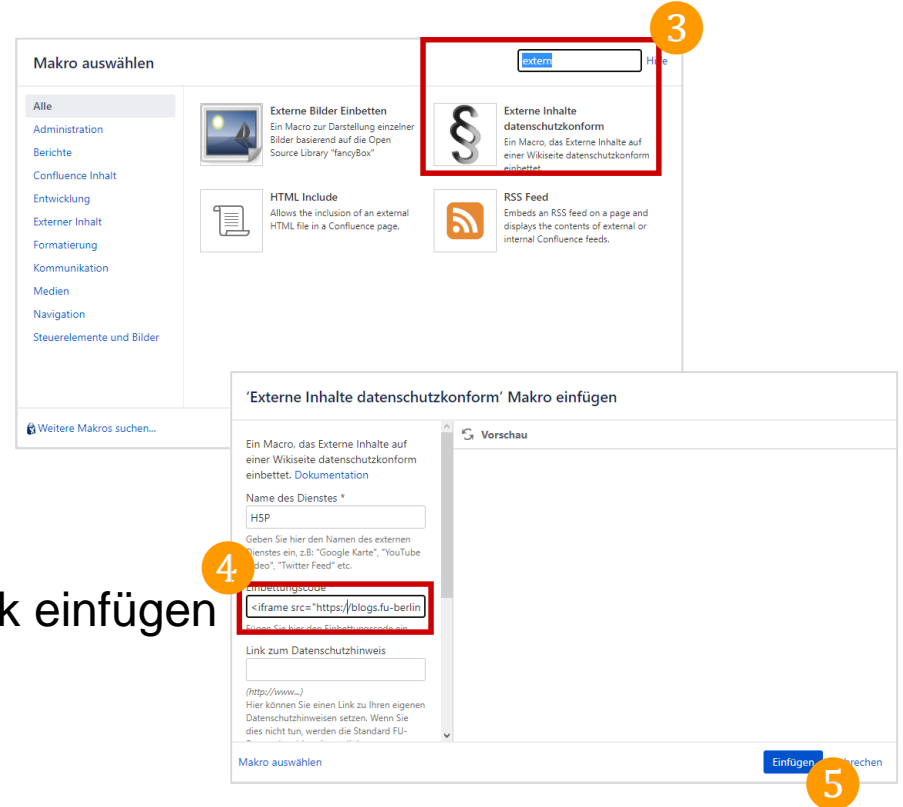 3
Makro auswählen
extern
Alle
Administration
Berichte
Confluence Inhalt
Entwicklung
Externer Inhalt
Formatierung
Kommunikation
Medien
Navigation
Steuerelemente und Bilder
Externe Bilder Einbetten
Ein Macro zur Darstellung einzelner
Bilder basierend auf die Open
Source Library "fancyBox"
Externe Inhalte
datenschutzkonform
Ein Macro, das Externe Inhalte auf
einer Wikiseite datenschutzkonform
einbettet.
HTML Include
Allows the inclusion of an external
HTML file in a Confluence page.
RSS Feed
Embeds an RSS feed on a page and
displays the contents of external or
internal Confluence feeds.
Weitere Makros suchen...
'Externe Inhalte datenschutzkonform' Makro einfügen
Ein Macro, das Externe Inhalte auf
einer Wikiseite datenschutzkonform
einbettet. Dokumentation
Name des Dienstes *
H5P
Geben Sie hier den Namen des externen
Dienstes ein, z.B: "Google Karte", "YouTube
"Twitter Feed" etc.
4
Einbettungscode
<iframe src="https://blogs.fu-berlin
Fügen Sie hier den Einbettungscode ein
k einfügen
Link zum Datenschutzhinweis
(http://www...)
Hier können Sie einen Link zu Ihren eigenen
Datenschutzhinweisen setzen. Wenn Sie
dies nicht tun, werden die Standard FU-
Vorschau
Makro auswählen
Einfügen
5